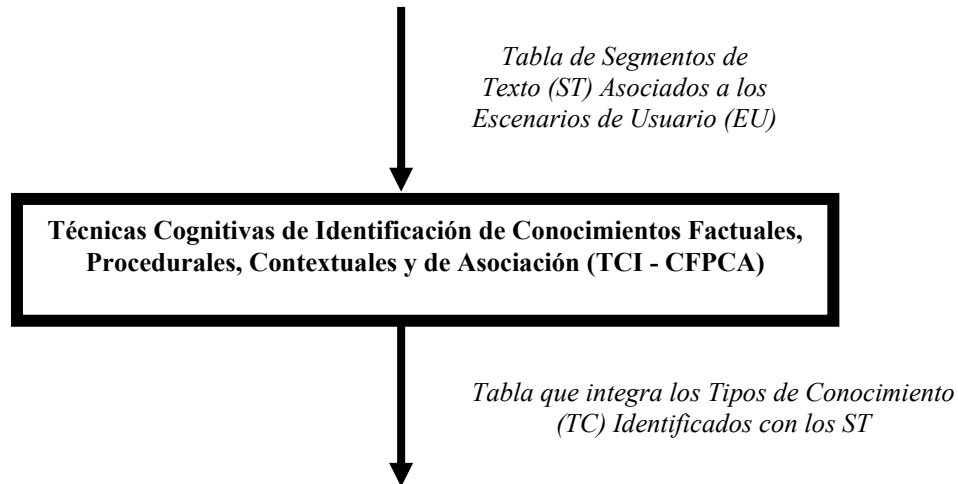 Tabla de Segmentos de
Texto (ST) Asociados a los
Escenarios de Usuario (EU)
Técnicas Cognitivas de Identificación de Conocimientos Factuales,
Procedurales, Contextuales y de Asociación (TCI - CFPCA)
Tabla que integra los Tipos de Conocimiento
(TC) Identificados con los ST